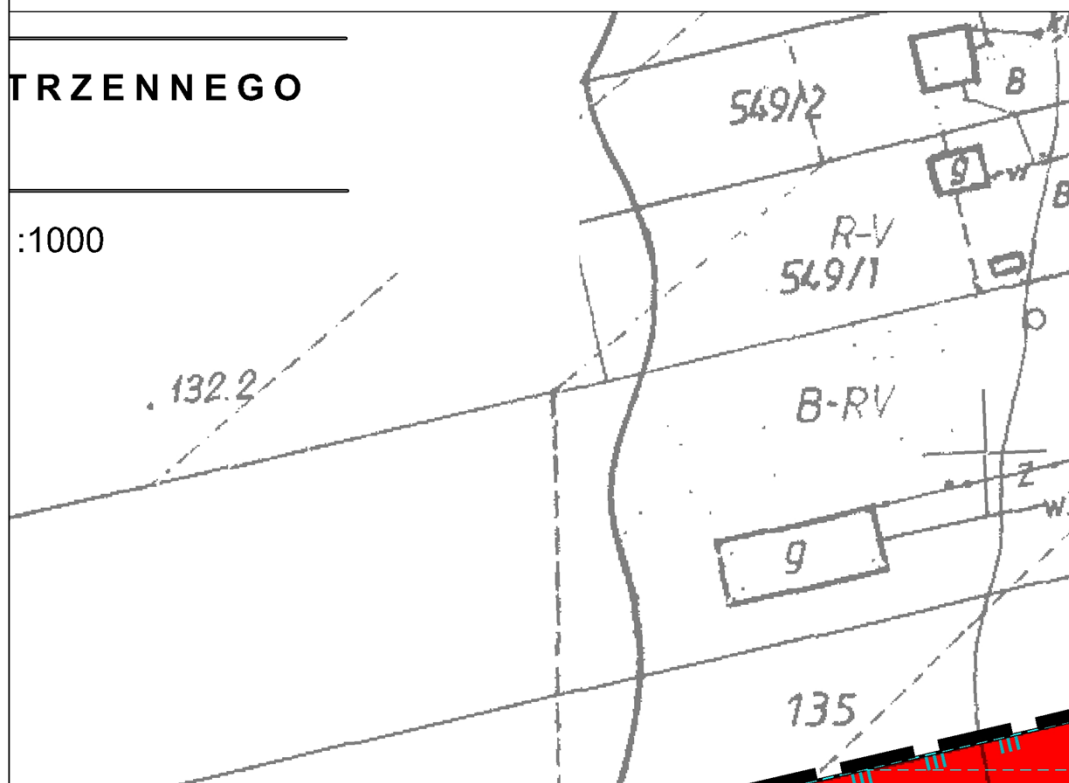 TRZENNEGO
:1000
549/2
B
g
w
B
R-V
549/1
132.2
B-RV
Z
w
g
135